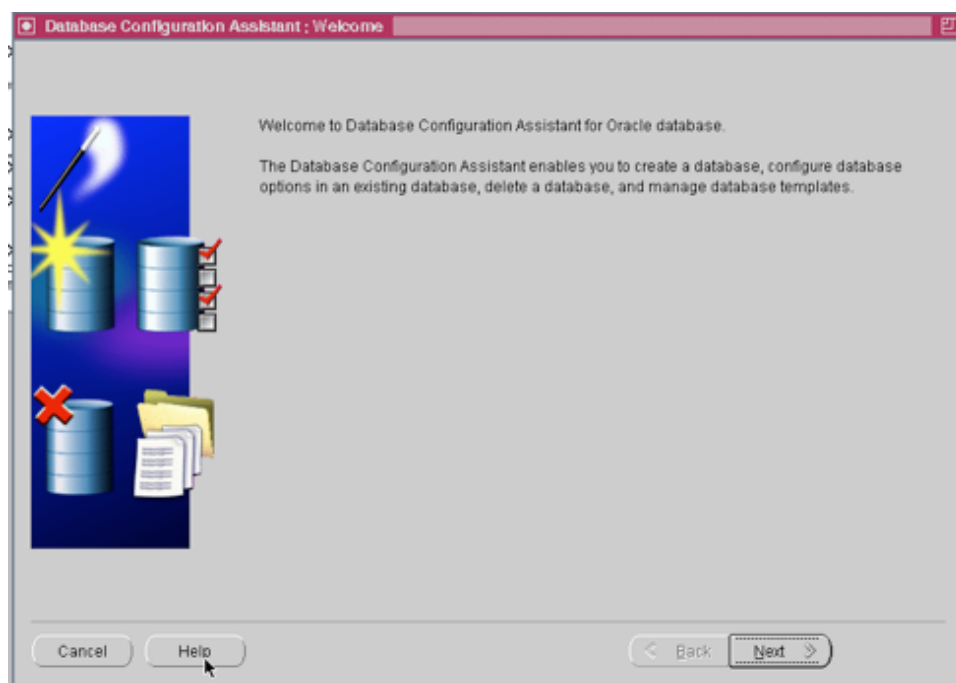 Database Configuration Assistant : Welcome
Welcome to Database Configuration Assistant for Oracle database.
The Database Configuration Assistant enables you to create a database, configure database
options in an existing database, delete a database, and manage database templates.
Cancel
Help
Back
Next